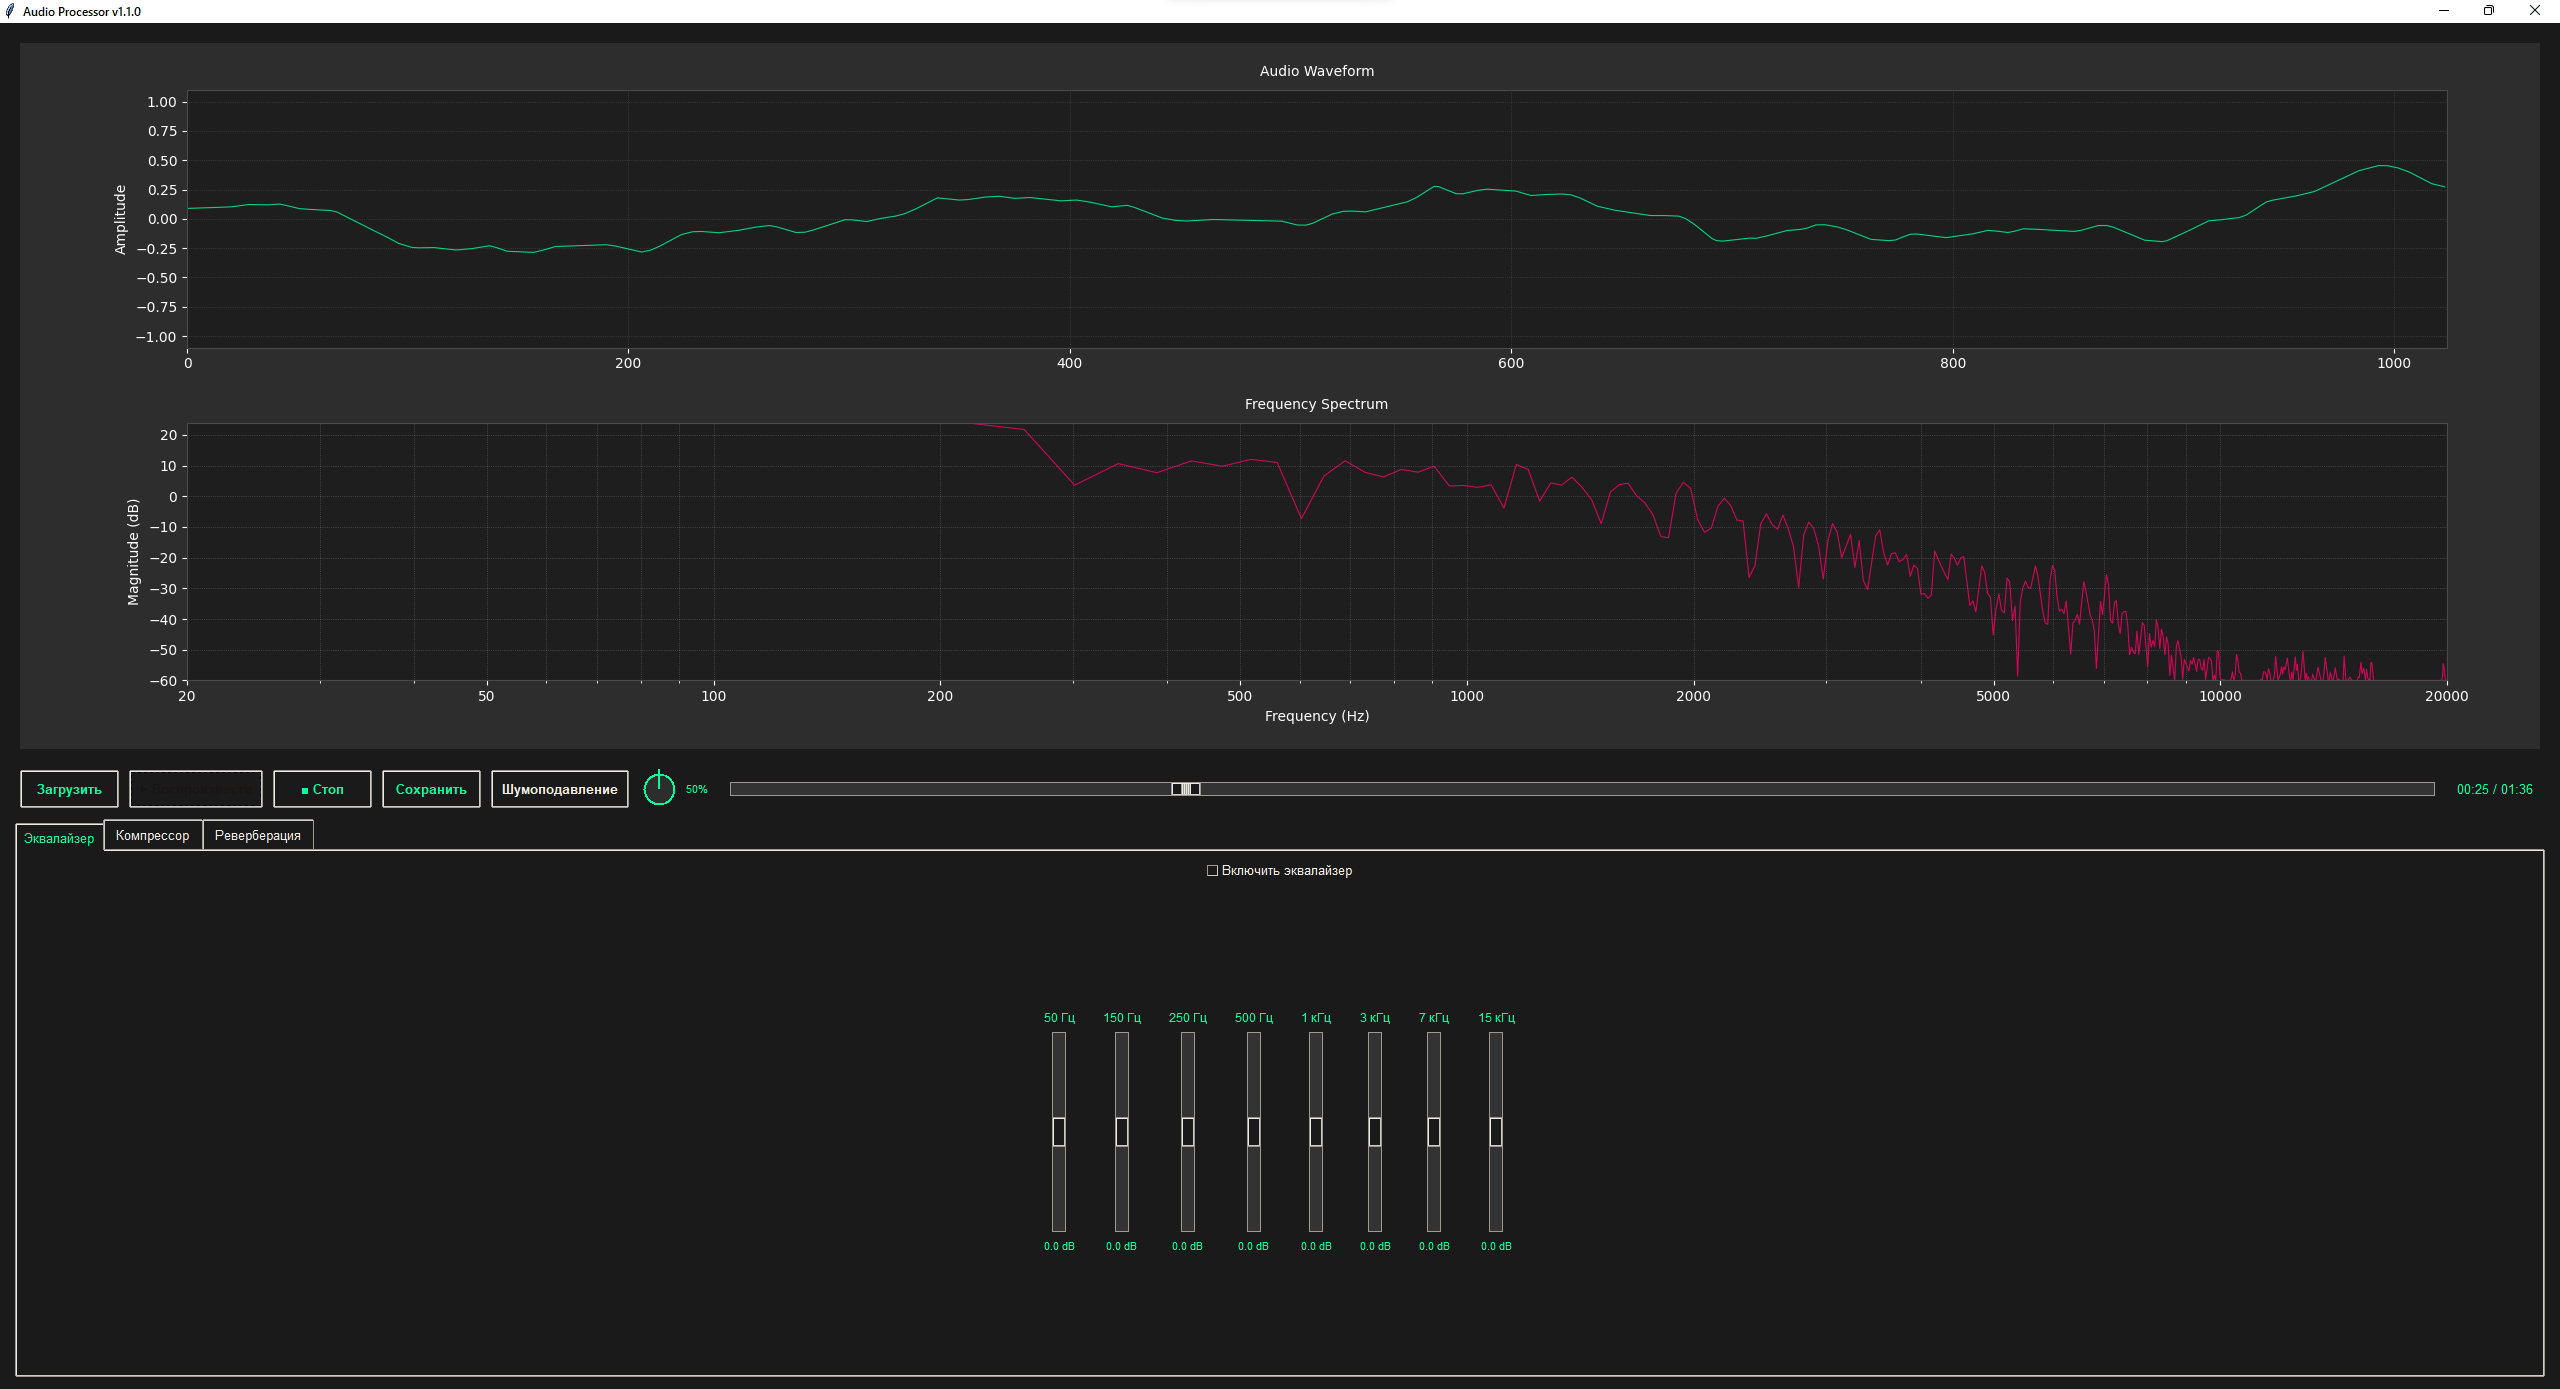 Audio Processor v1.1.0
Audio Waveform
Amplitude
1.00
0.75
0.50
0.25
0.00
−0.25
−0.50
−0.75
−1.00
0 200 400 600 800 1000
Frequency Spectrum
Magnitude (dB)
20
10
0
−10
−20
−30
−40
−50
−60
20 50 100 200 500 1000 2000 5000 10000 20000
Frequency (Hz)
Загрузить ■ Стоп Сохранить Шумоподавление 50% 00:25 / 01:36
Эквалайзер Компрессор Реверберация
Включить эквалайзер
50 Гц 150 Гц 250 Гц 500 Гц 1 кГц 3 кГц 7 кГц 15 кГц
0.0 dB 0.0 dB 0.0 dB 0.0 dB 0.0 dB 0.0 dB 0.0 dB 0.0 dB